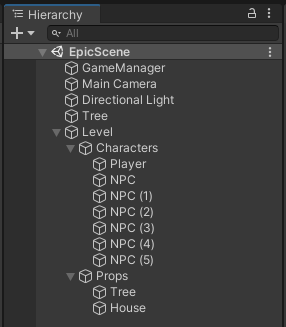 Hierarchy
All
EpicScene
GameManager
Main Camera
Directional Light
Tree
Level
Characters
Player
NPC
NPC (1)
NPC (2)
NPC (3)
NPC (4)
NPC (5)
Props
Tree
House